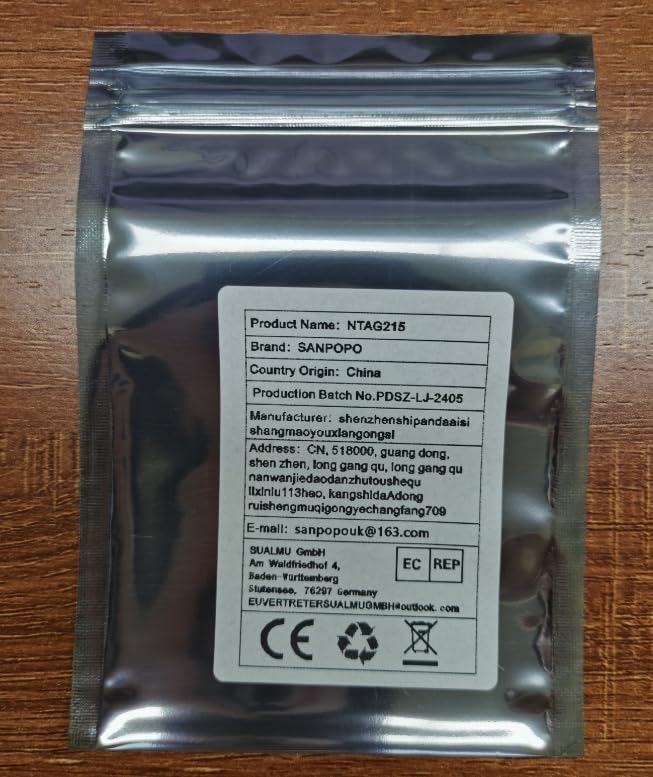 Product Name: NTAG215
Brand: SANPOPO
Country Origin: China
Production Batch No.PDSZ-LJ-2405
Manufacturer: shenzhenshipandaaisi
shangmaoyouxiangongsi
Address: CN, 518000, guang dong,
shen zhen, long gang qu, long gang qu
nanwanjiedaodanzhutoushequ
lixinlu113hao, kangshidaAdong
ruishengmuqigongyechangfang709
E-mail: sanpopouk@163.com
SUALMU GmbH
Am Waldfriedhof 4,
Baden-Württemberg
Stutensee, 76297 Germany
EUVERTRETERSUALMUGMBH@outlook.com
EC REP
CE